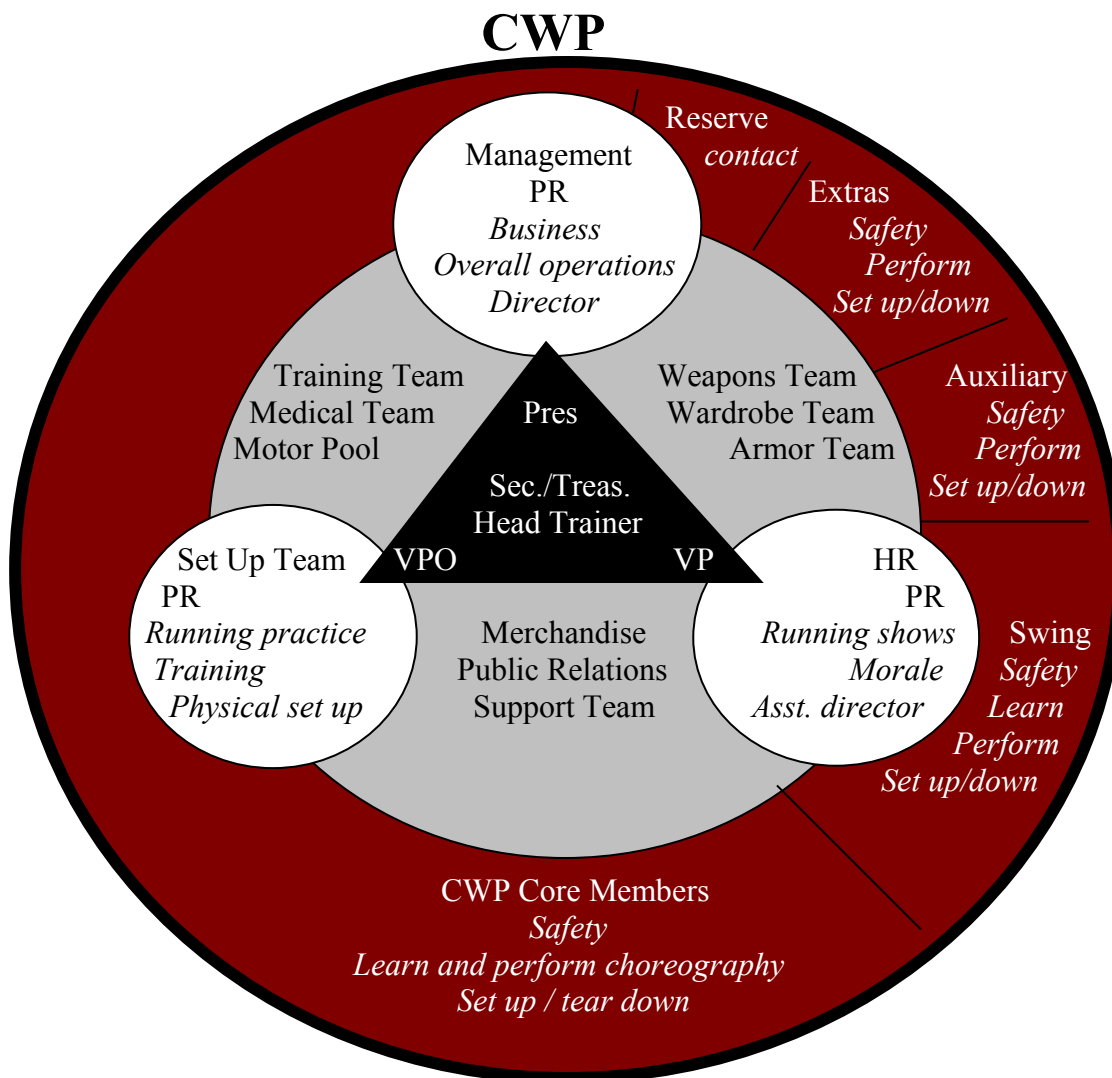 CWP
Management
PR
Business
Overall operations
Director
Reserve
contact
Extras
Safety
Perform
Set up/down
Auxiliary
Safety
Perform
Set up/down
Swing
Safety
Learn
Perform
Set up/down
Training Team
Medical Team
Motor Pool
Weapons Team
Wardrobe Team
Armor Team
Pres
Sec./Treas.
Head Trainer
VPO
VP
Set Up Team
PR
Running practice
Training
Physical set up
HR
PR
Running shows
Morale
Asst. director
Merchandise
Public Relations
Support Team
CWP Core Members
Safety
Learn and perform choreography
Set up / tear down